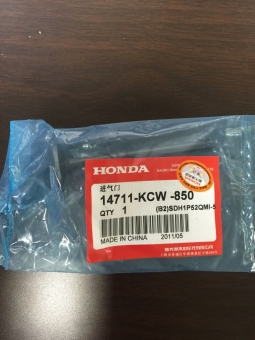 HONDA
进气门
14711-KCW -850
QTY 1 (B2)SDH1P52QMI-5
MADE IN CHINA 2011/05